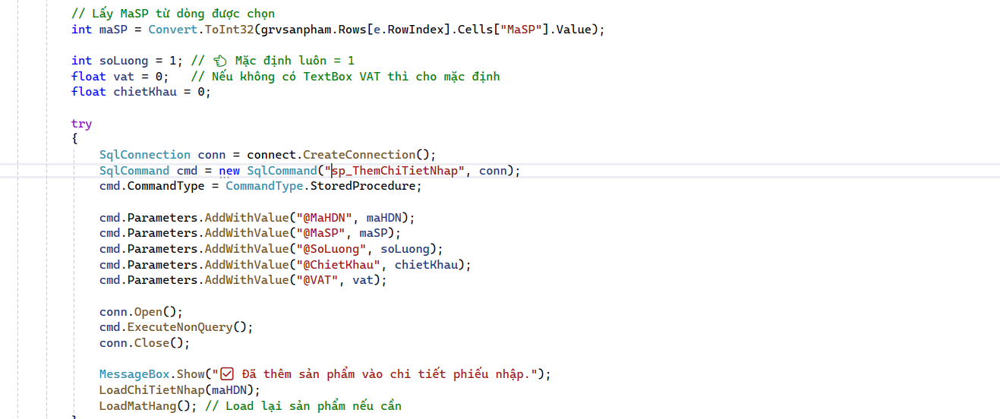 // Lấy MaSP từ dòng được chọn
int maSP = Convert.ToInt32(grvsanpham.Rows[e.RowIndex].Cells["MaSP"].Value);
int soLuong = 1; // 👈 Mặc định luôn = 1
float vat = 0;   // Nếu không có TextBox VAT thì cho mặc định
float chietKhau = 0;
try
{
SqlConnection conn = connect.CreateConnection();
SqlCommand cmd = new SqlCommand("sp_ThemChiTietNhap", conn);
cmd.CommandType = CommandType.StoredProcedure;
cmd.Parameters.AddWithValue("@MaHDN", maHDN);
cmd.Parameters.AddWithValue("@MaSP", maSP);
cmd.Parameters.AddWithValue("@SoLuong", soLuong);
cmd.Parameters.AddWithValue("@ChietKhau", chietKhau);
cmd.Parameters.AddWithValue("@VAT", vat);
conn.Open();
cmd.ExecuteNonQuery();
conn.Close();
MessageBox.Show("✅ Đã thêm sản phẩm vào chi tiết phiếu nhập.");
LoadChiTietNhap(maHDN);
LoadMatHang(); // Load lại sản phẩm nếu cần